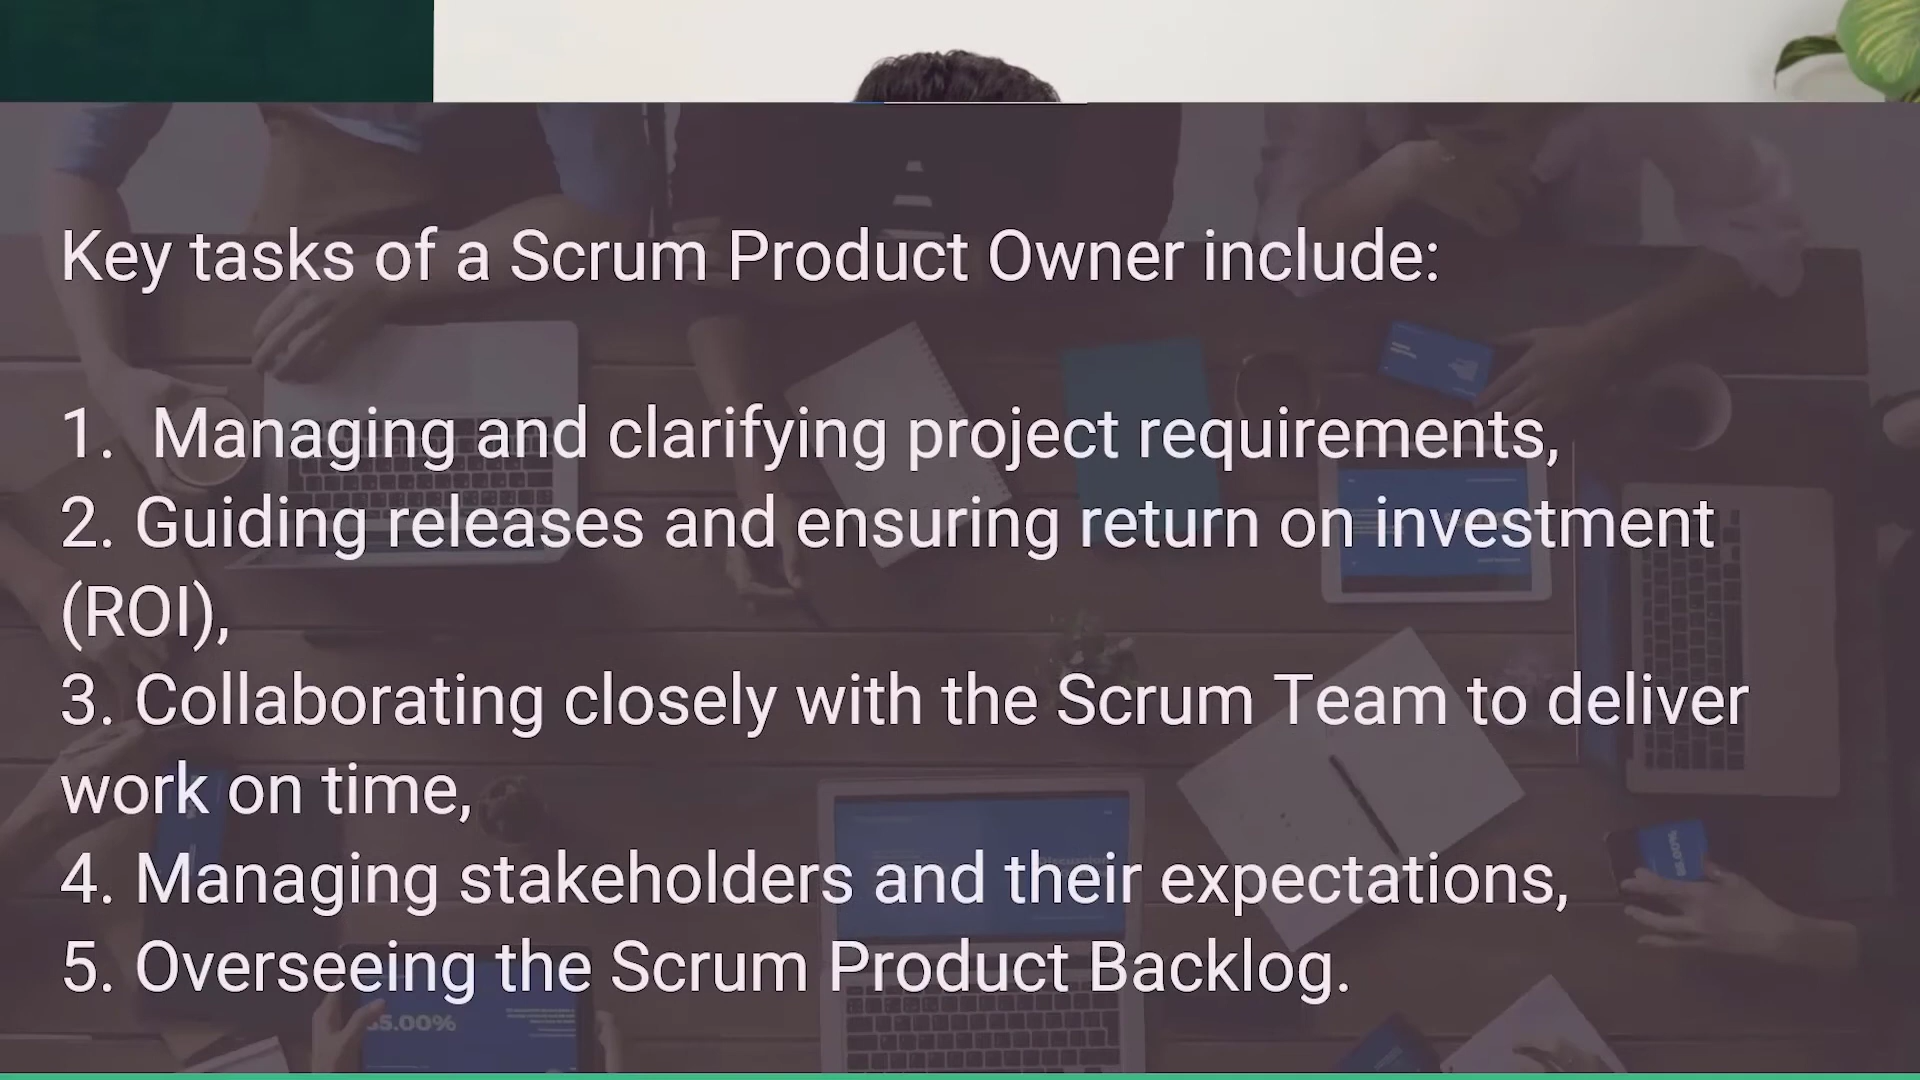 Key tasks of a Scrum Product Owner include:
1. Managing and clarifying project requirements,
2. Guiding releases and ensuring return on investment
(ROI),
3. Collaborating closely with the Scrum Team to deliver
work on time,
4. Managing stakeholders and their expectations,
5. Overseeing the Scrum Product Backlog.